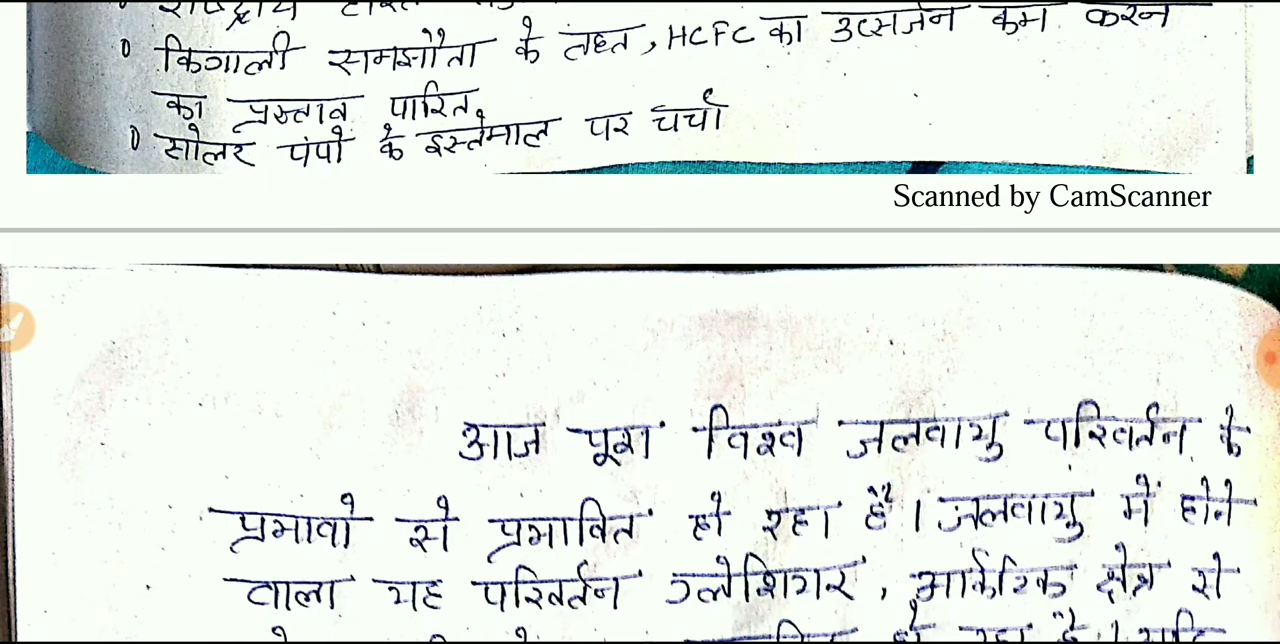 राष्ट्रीय
किगाली समझौता के तहत, HCFC का उत्सर्जन कम करने
का प्रस्ताव पारित
सोलर पंपो के इस्तेमाल पर चर्चा
Scanned by CamScanner
आज पूरा विश्व जलवायु परिवर्तन के
प्रभावो से प्रभावित हो रहा है। जलवायु में होने
वाला यह परिवर्तन ग्लेशियर, आर्कटिक क्षेत्र से